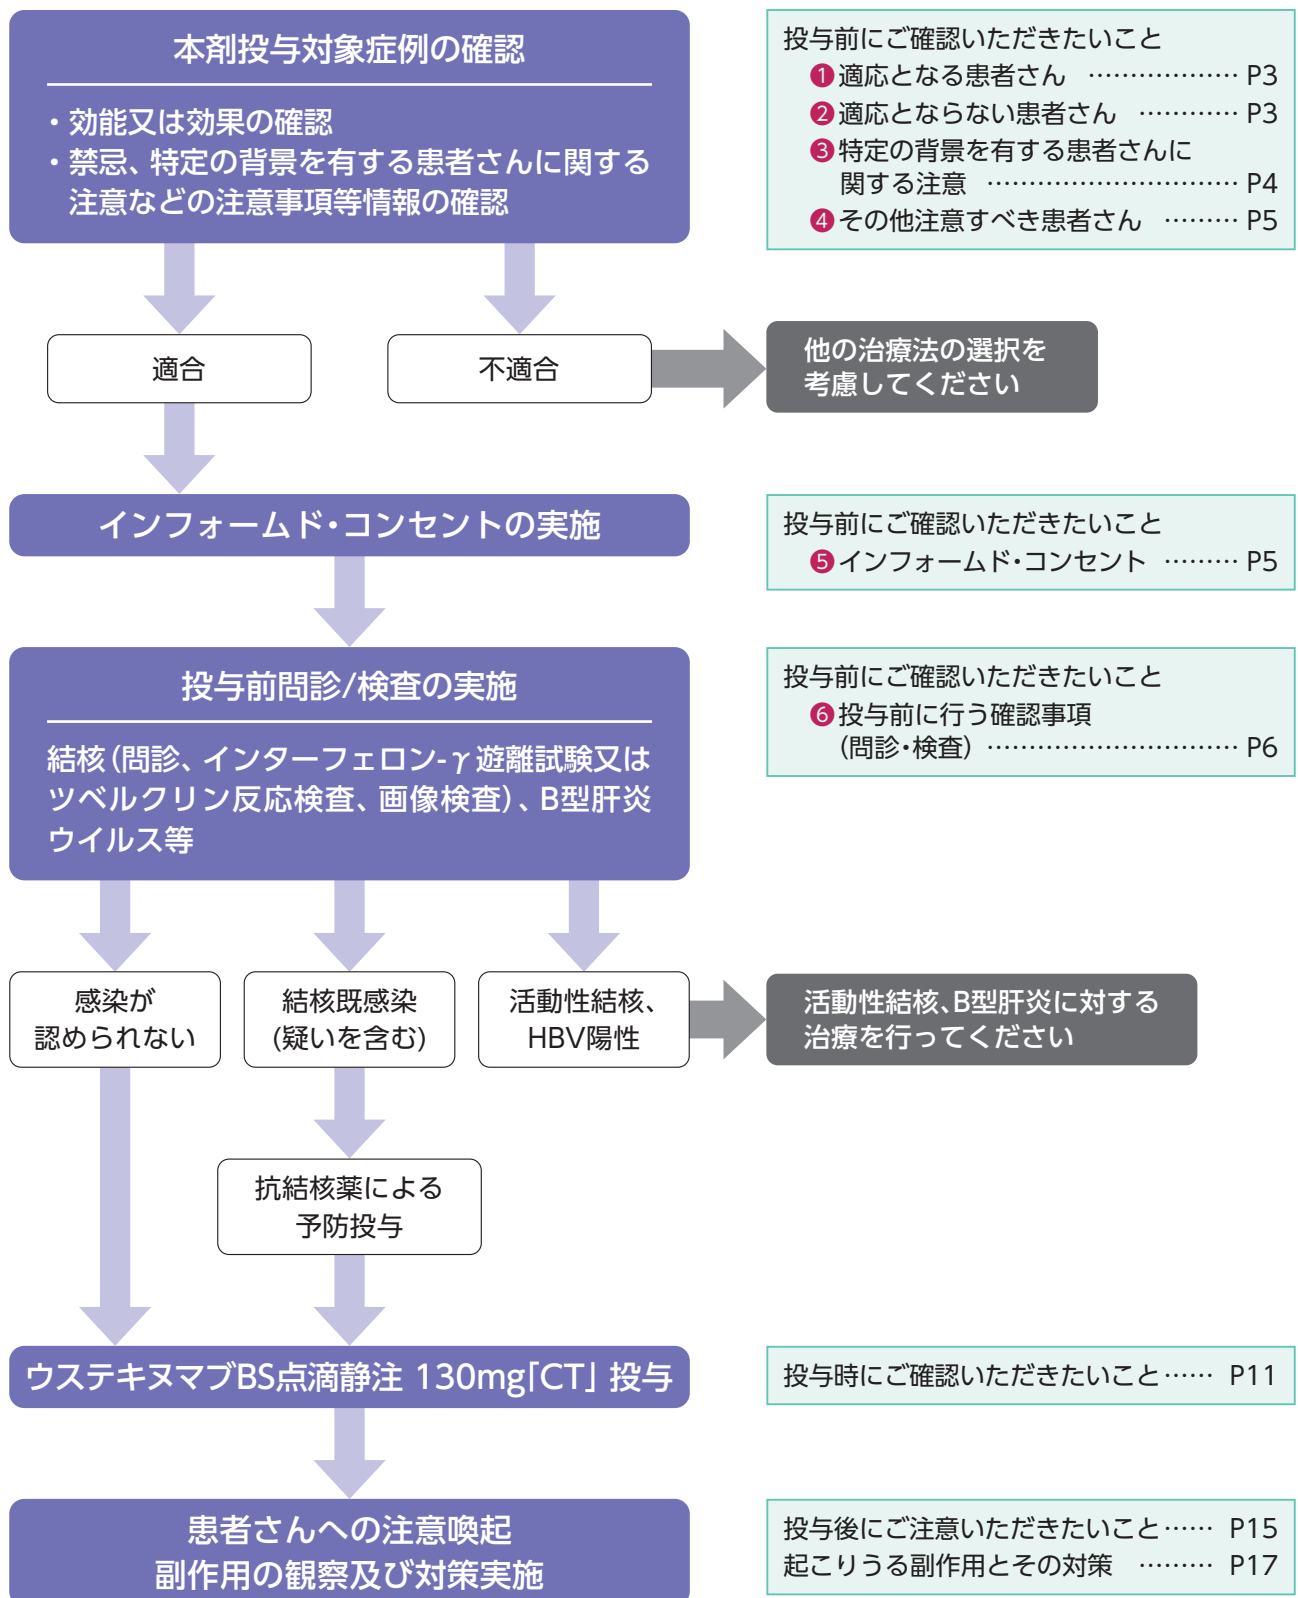 本剤投与対象症例の確認
・効能又は効果の確認
・禁忌、特定の背景を有する患者さんに関する
注意などの注意事項等情報の確認
投与前にご確認いただきたいこと
❶適応となる患者さん ……………… P3
❷適応とならない患者さん ………… P3
❸特定の背景を有する患者さんに
関する注意 ………………………… P4
❹その他注意すべき患者さん ……… P5
適合
不適合
他の治療法の選択を
考慮してください
インフォームド・コンセントの実施
投与前にご確認いただきたいこと
❺インフォームド・コンセント ……… P5
投与前問診/検査の実施
結核(問診、インターフェロン-γ遊離試験又は
ツベルクリン反応検査、画像検査)、B型肝炎
ウイルス等
投与前にご確認いただきたいこと
❻投与前に行う確認事項
(問診・検査) ………………………… P6
感染が
認められない
結核既感染
(疑いを含む)
活動性結核、
HBV陽性
活動性結核、B型肝炎に対する
治療を行ってください
抗結核薬による
予防投与
ウステキヌマブBS点滴静注 130mg「CT」 投与
投与時にご確認いただきたいこと…… P11
患者さんへの注意喚起
副作用の観察及び対策実施
投与後にご注意いただきたいこと…… P15
起こりうる副作用とその対策 ……… P17